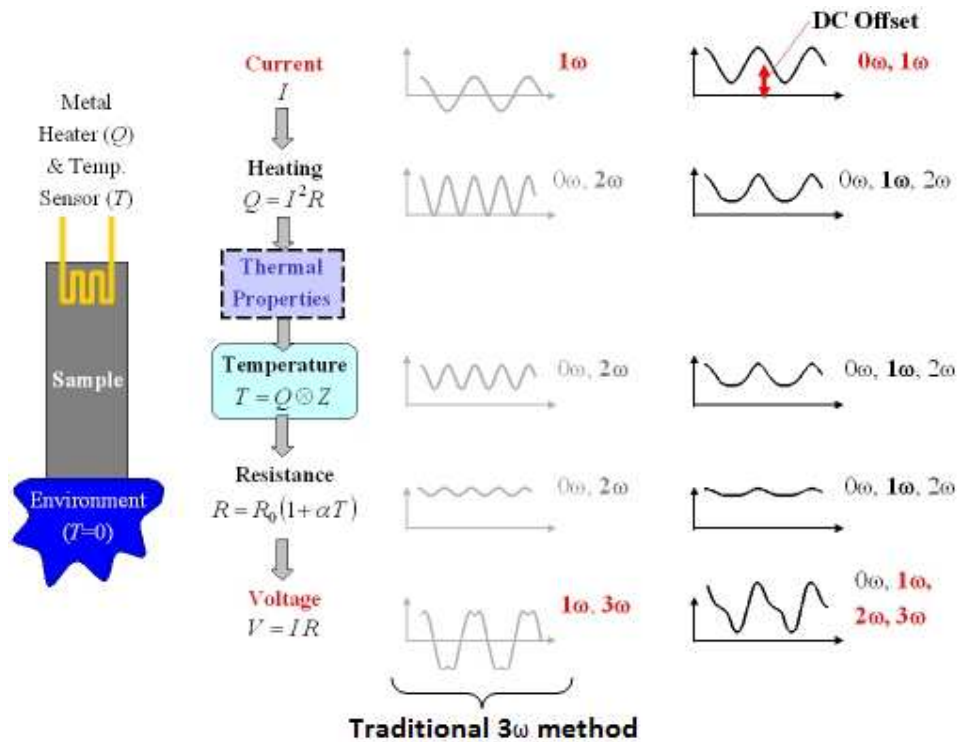 DC Offset
Metal
Heater (Q)
& Temp.
Sensor (T)
Sample
Environment
(T=0)
Current
I
Heating
Q = I²R
Thermal
Properties
Temperature
T = Q ⊗ Z
Resistance
R = R₀(1 + αT)
Voltage
V = I R
1ω
0ω, 2ω
0ω, 2ω
0ω, 2ω
1ω, 3ω
0ω, 1ω
0ω, 1ω, 2ω
0ω, 1ω, 2ω
0ω, 1ω, 2ω
0ω, 1ω,
2ω, 3ω
Traditional 3ω method